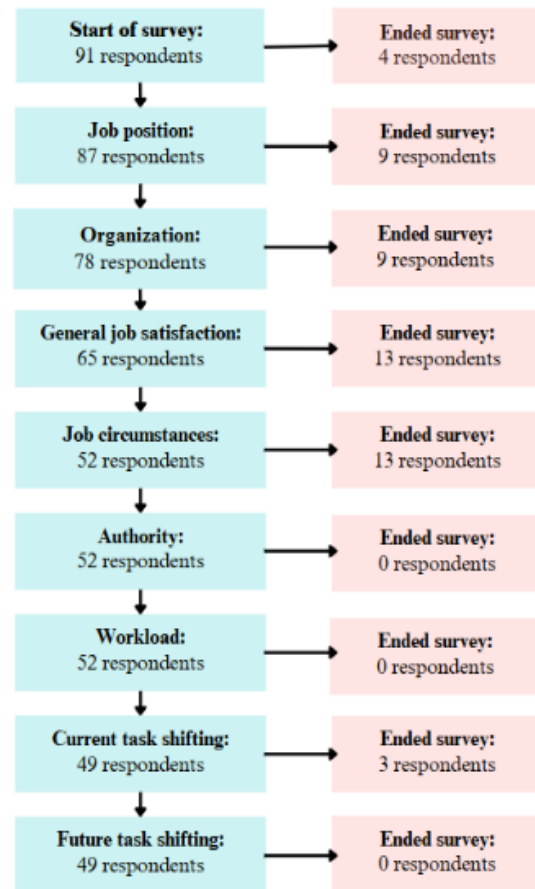 Start of survey:
91 respondents
Ended survey:
4 respondents
Job position:
87 respondents
Ended survey:
9 respondents
Organization:
78 respondents
Ended survey:
9 respondents
General job satisfaction:
65 respondents
Ended survey:
13 respondents
Job circumstances:
52 respondents
Ended survey:
13 respondents
Authority:
52 respondents
Ended survey:
0 respondents
Workload:
52 respondents
Ended survey:
0 respondents
Current task shifting:
49 respondents
Ended survey:
3 respondents
Future task shifting:
49 respondents
Ended survey:
0 respondents